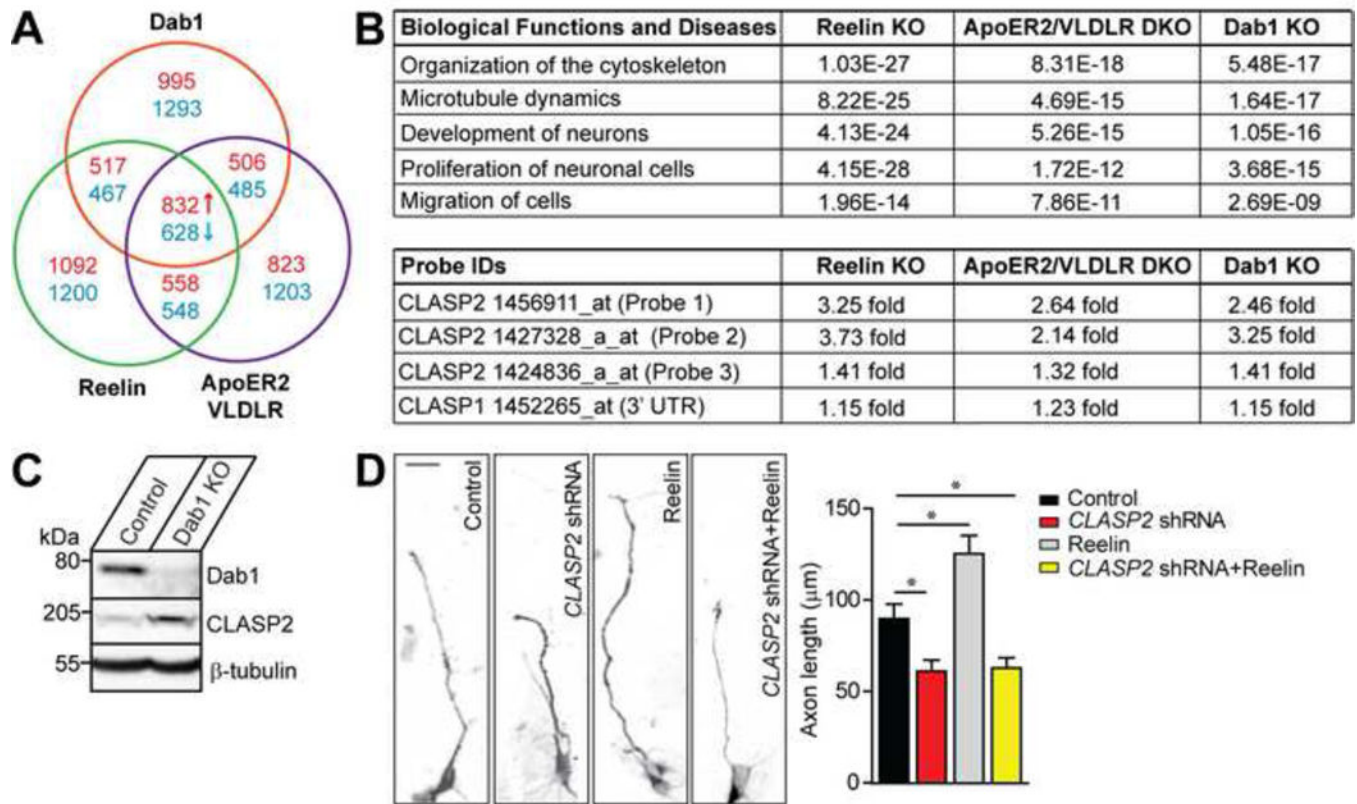 A
Dab1
995
1293
517
467
506
485
832↑
628↓
1092
1200
558
548
823
1203
Reelin
ApoER2
VLDLR
B
Biological Functions and Diseases Reelin KO ApoER2/VLDLR DKO Dab1 KO
Organization of the cytoskeleton 1.03E-27 8.31E-18 5.48E-17
Microtubule dynamics 8.22E-25 4.69E-15 1.64E-17
Development of neurons 4.13E-24 5.26E-15 1.05E-16
Proliferation of neuronal cells 4.15E-28 1.72E-12 3.68E-15
Migration of cells 1.96E-14 7.86E-11 2.69E-09
Probe IDs Reelin KO ApoER2/VLDLR DKO Dab1 KO
CLASP2 1456911_at (Probe 1) 3.25 fold 2.64 fold 2.46 fold
CLASP2 1427328_a_at (Probe 2) 3.73 fold 2.14 fold 3.25 fold
CLASP2 1424836_a_at (Probe 3) 1.41 fold 1.32 fold 1.41 fold
CLASP1 1452265_at (3' UTR) 1.15 fold 1.23 fold 1.15 fold
C
Control
Dab1 KO
kDa
80 Dab1
205 CLASP2
55 β-tubulin
D
Control
CLASP2 shRNA
Reelin
CLASP2 shRNA+Reelin
Axon length (μm)
150
100
50
0
*
*
*
Control
CLASP2 shRNA
Reelin
CLASP2 shRNA+Reelin